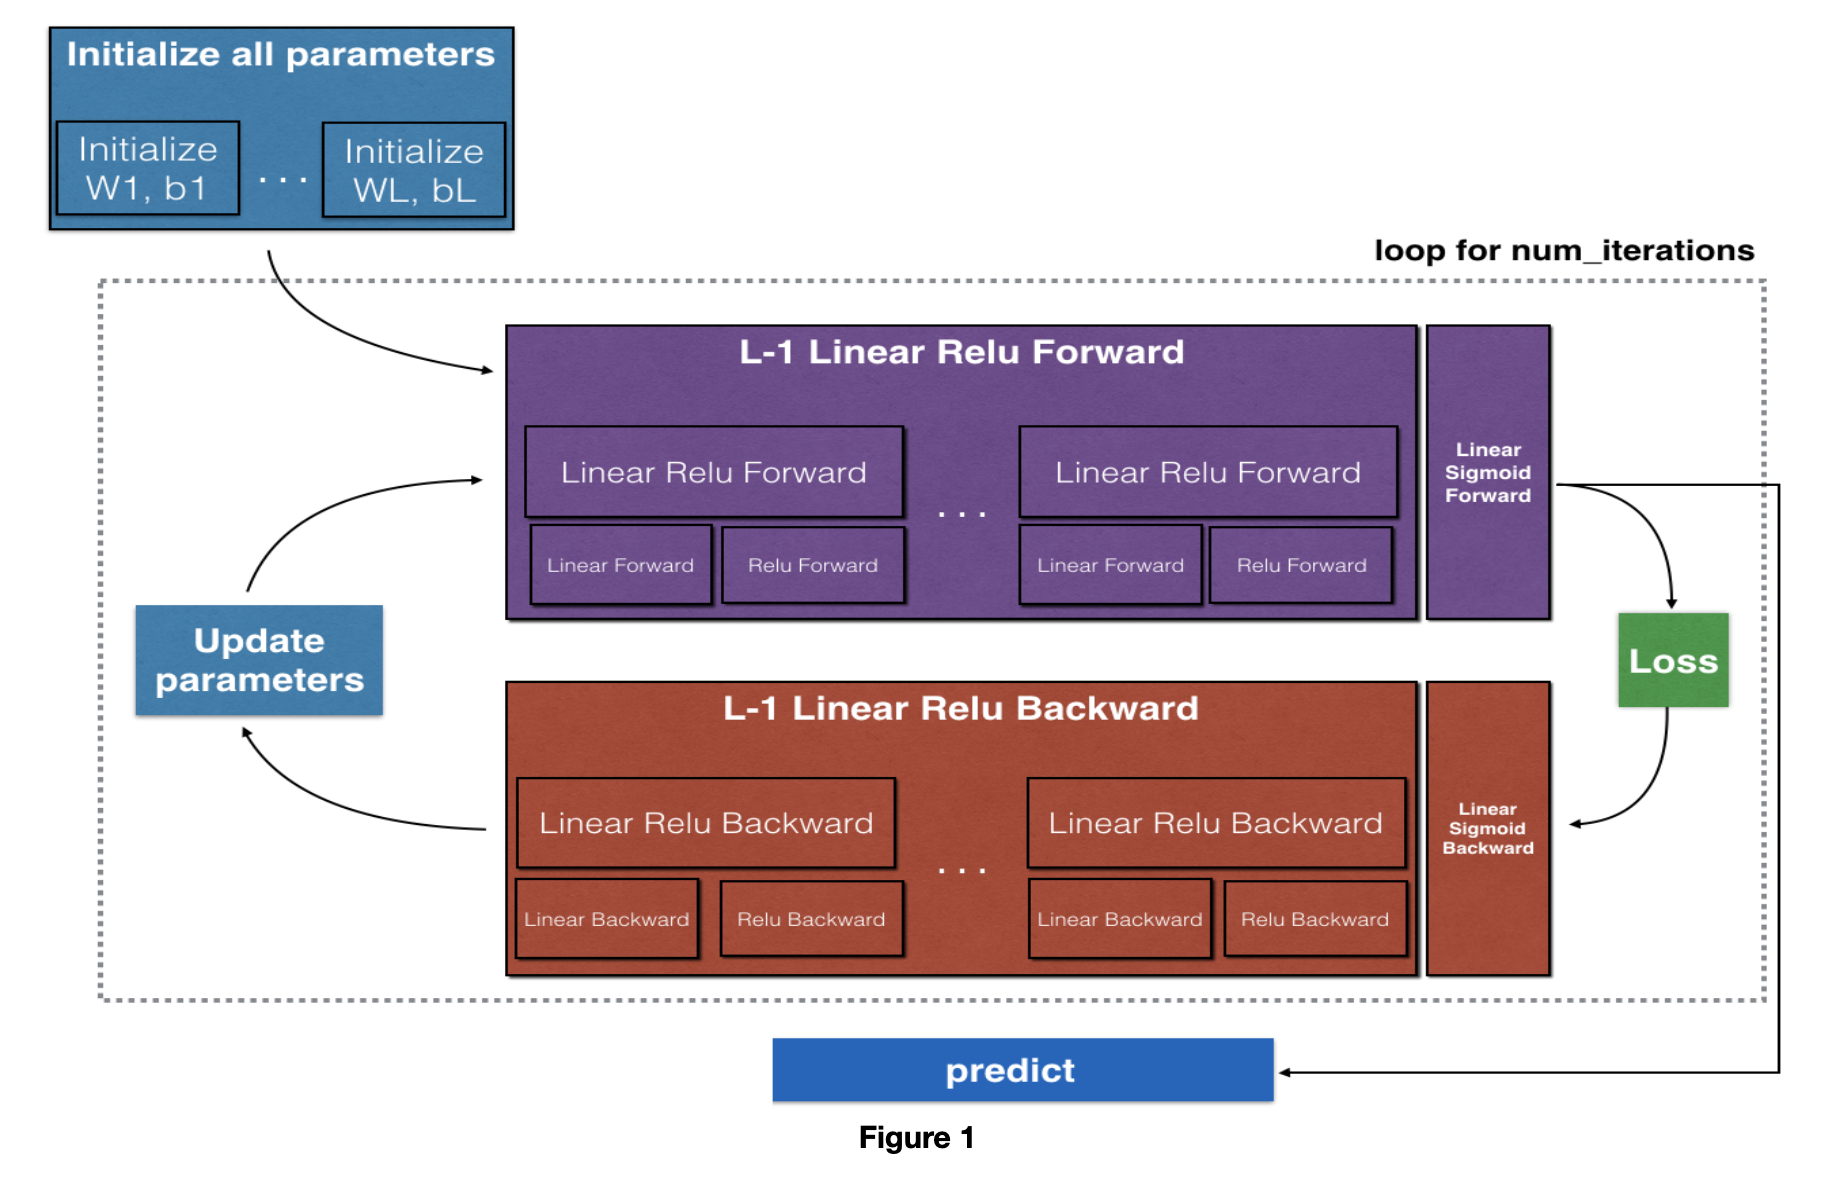 Initialize all parameters
Initialize
W1, b1
. . .
Initialize
WL, bL
loop for num_iterations
L-1 Linear Relu Forward
Linear Relu Forward
. . .
Linear Relu Forward
Linear Forward
Relu Forward
Linear Forward
Relu Forward
Linear
Sigmoid
Forward
Update
parameters
Loss
L-1 Linear Relu Backward
Linear Relu Backward
. . .
Linear Relu Backward
Linear Backward
Relu Backward
Linear Backward
Relu Backward
Linear
Sigmoid
Backward
predict
Figure 1